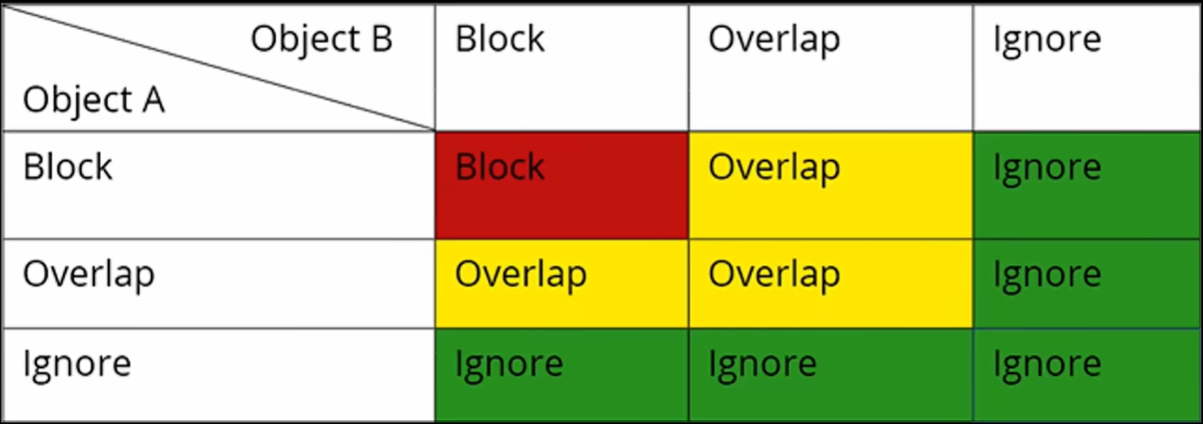 Object B Block Overlap Ignore
Object A
Block Block Overlap Ignore
Overlap Overlap Overlap Ignore
Ignore Ignore Ignore Ignore